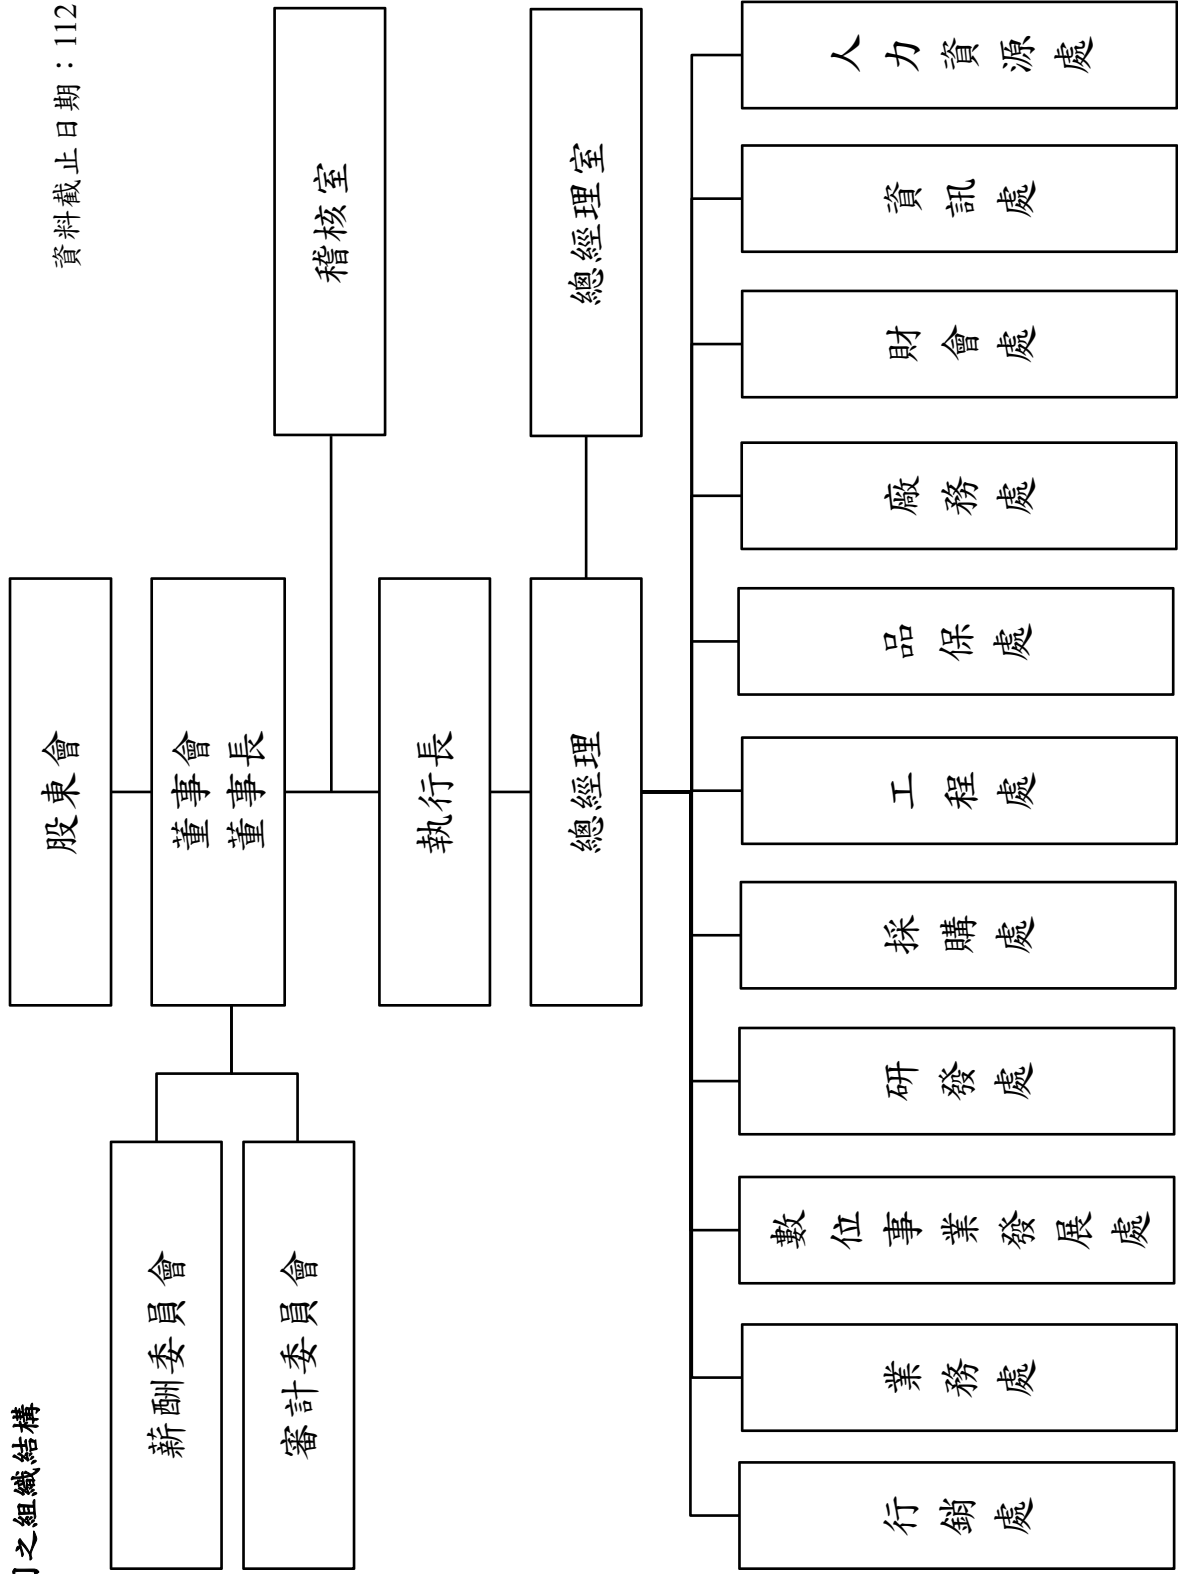 之組織結構
資料截止日期：112
股東會
董事會
董事長
薪酬委員會
審計委員會
稽核室
執行長
總經理
總經理室
行銷處
業務處
數位事業發展處
研發處
採購處
工程處
品保處
廠務處
財會處
資訊處
人力資源處